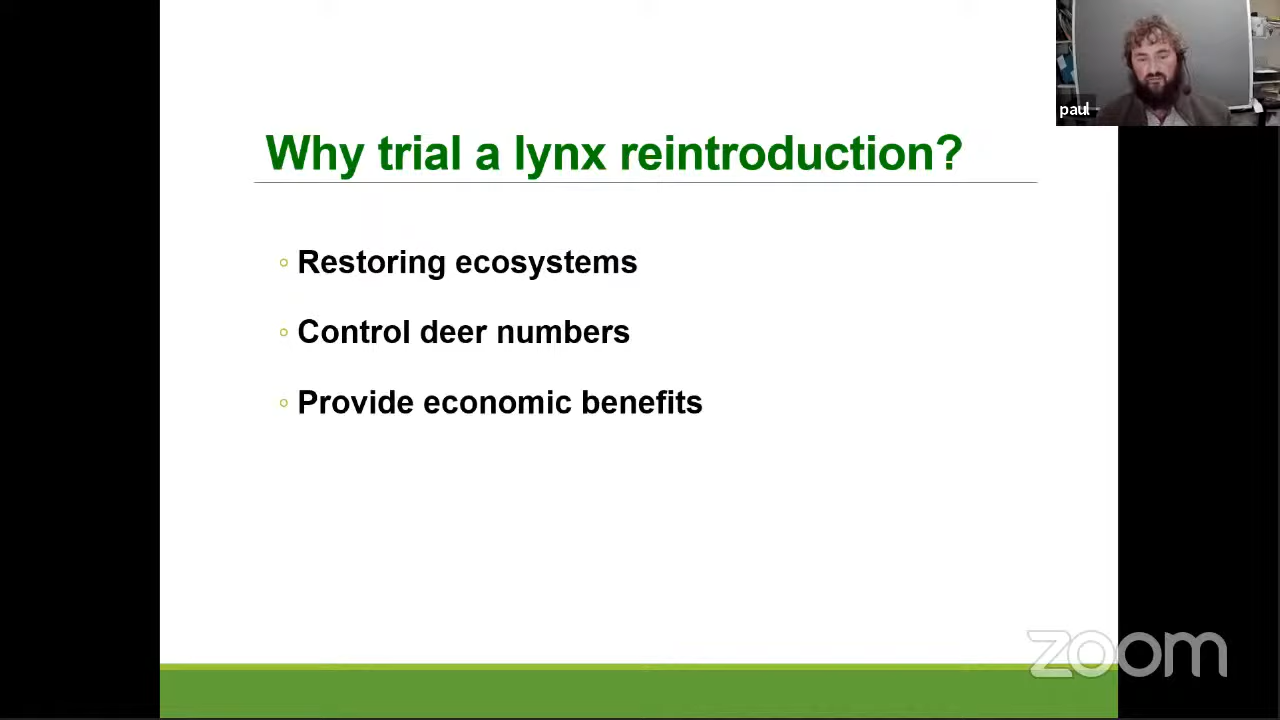 paul
Why trial a lynx reintroduction?
Restoring ecosystems
Control deer numbers
Provide economic benefits
zoom